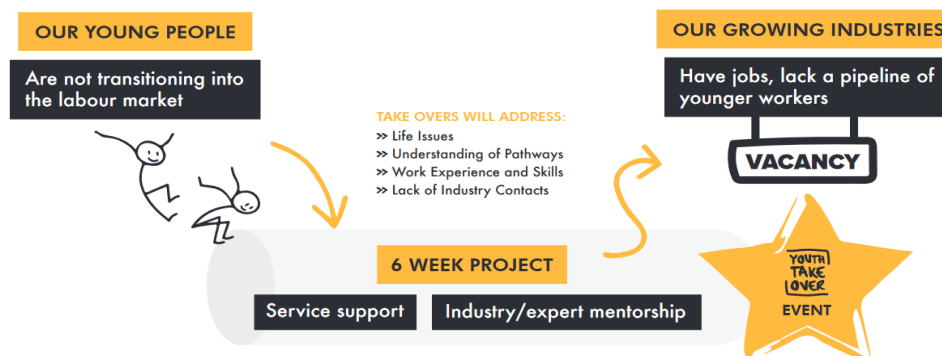 OUR YOUNG PEOPLE
Are not transitioning into
the labour market
TAKE OVERS WILL ADDRESS:
>> Life Issues
>> Understanding of Pathways
>> Work Experience and Skills
>> Lack of Industry Contacts
OUR GROWING INDUSTRIES
Have jobs, lack a pipeline of
younger workers
VACANCY
6 WEEK PROJECT
Service support
Industry/expert mentorship
YOUTH
TAKE
OVER
EVENT